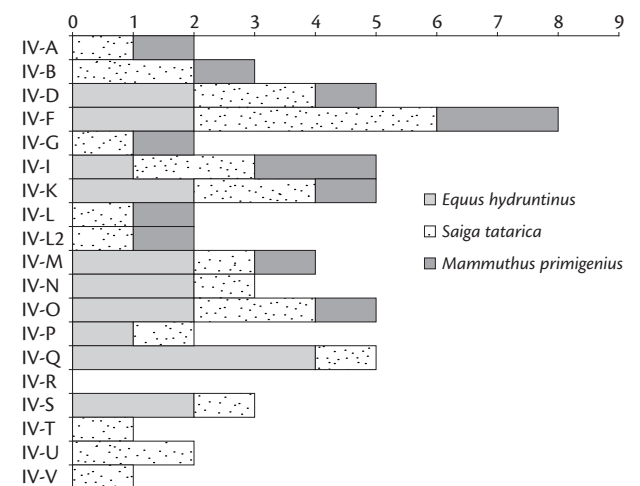 0 1 2 3 4 5 6 7 8 9
IV-A
IV-B
IV-D
IV-F
IV-G
IV-I
IV-K
IV-L
IV-L2
IV-M
IV-N
IV-O
IV-P
IV-Q
IV-R
IV-S
IV-T
IV-U
IV-V
Equus hydruntinus
Saiga tatarica
Mammuthus primigenius